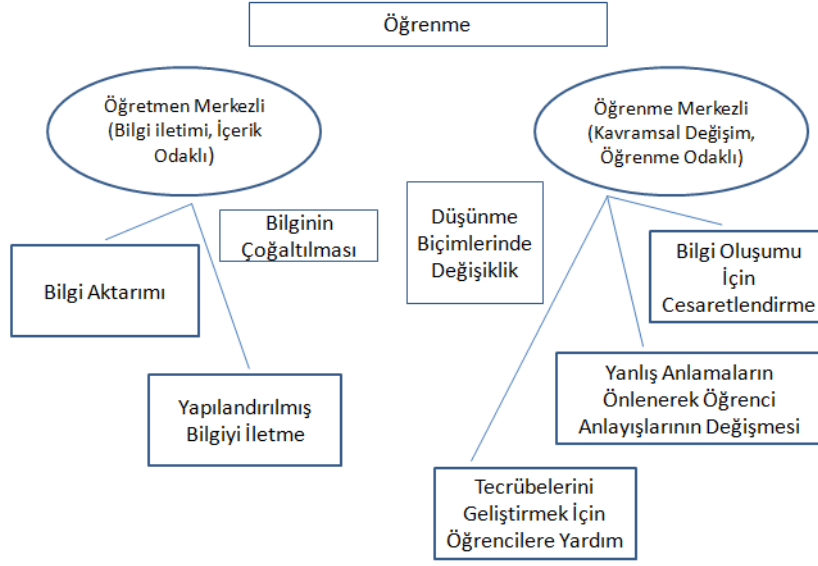 Öğrenme
Öğretmen Merkezli
(Bilgi iletimi, İçerik
Odaklı)
Öğrenme Merkezli
(Kavramsal Değişim,
Öğrenme Odaklı)
Bilginin
Çoğaltılması
Düşünme
Biçimlerinde
Değişiklik
Bilgi Aktarımı
Bilgi Oluşumu
İçin
Cesaretlendirme
Yapılandırılmış
Bilgiyi İletme
Yanlış Anlamaların
Önlenerek Öğrenci
Anlayışlarının Değişmesi
Tecrübelerini
Geliştirmek İçin
Öğrencilere Yardım